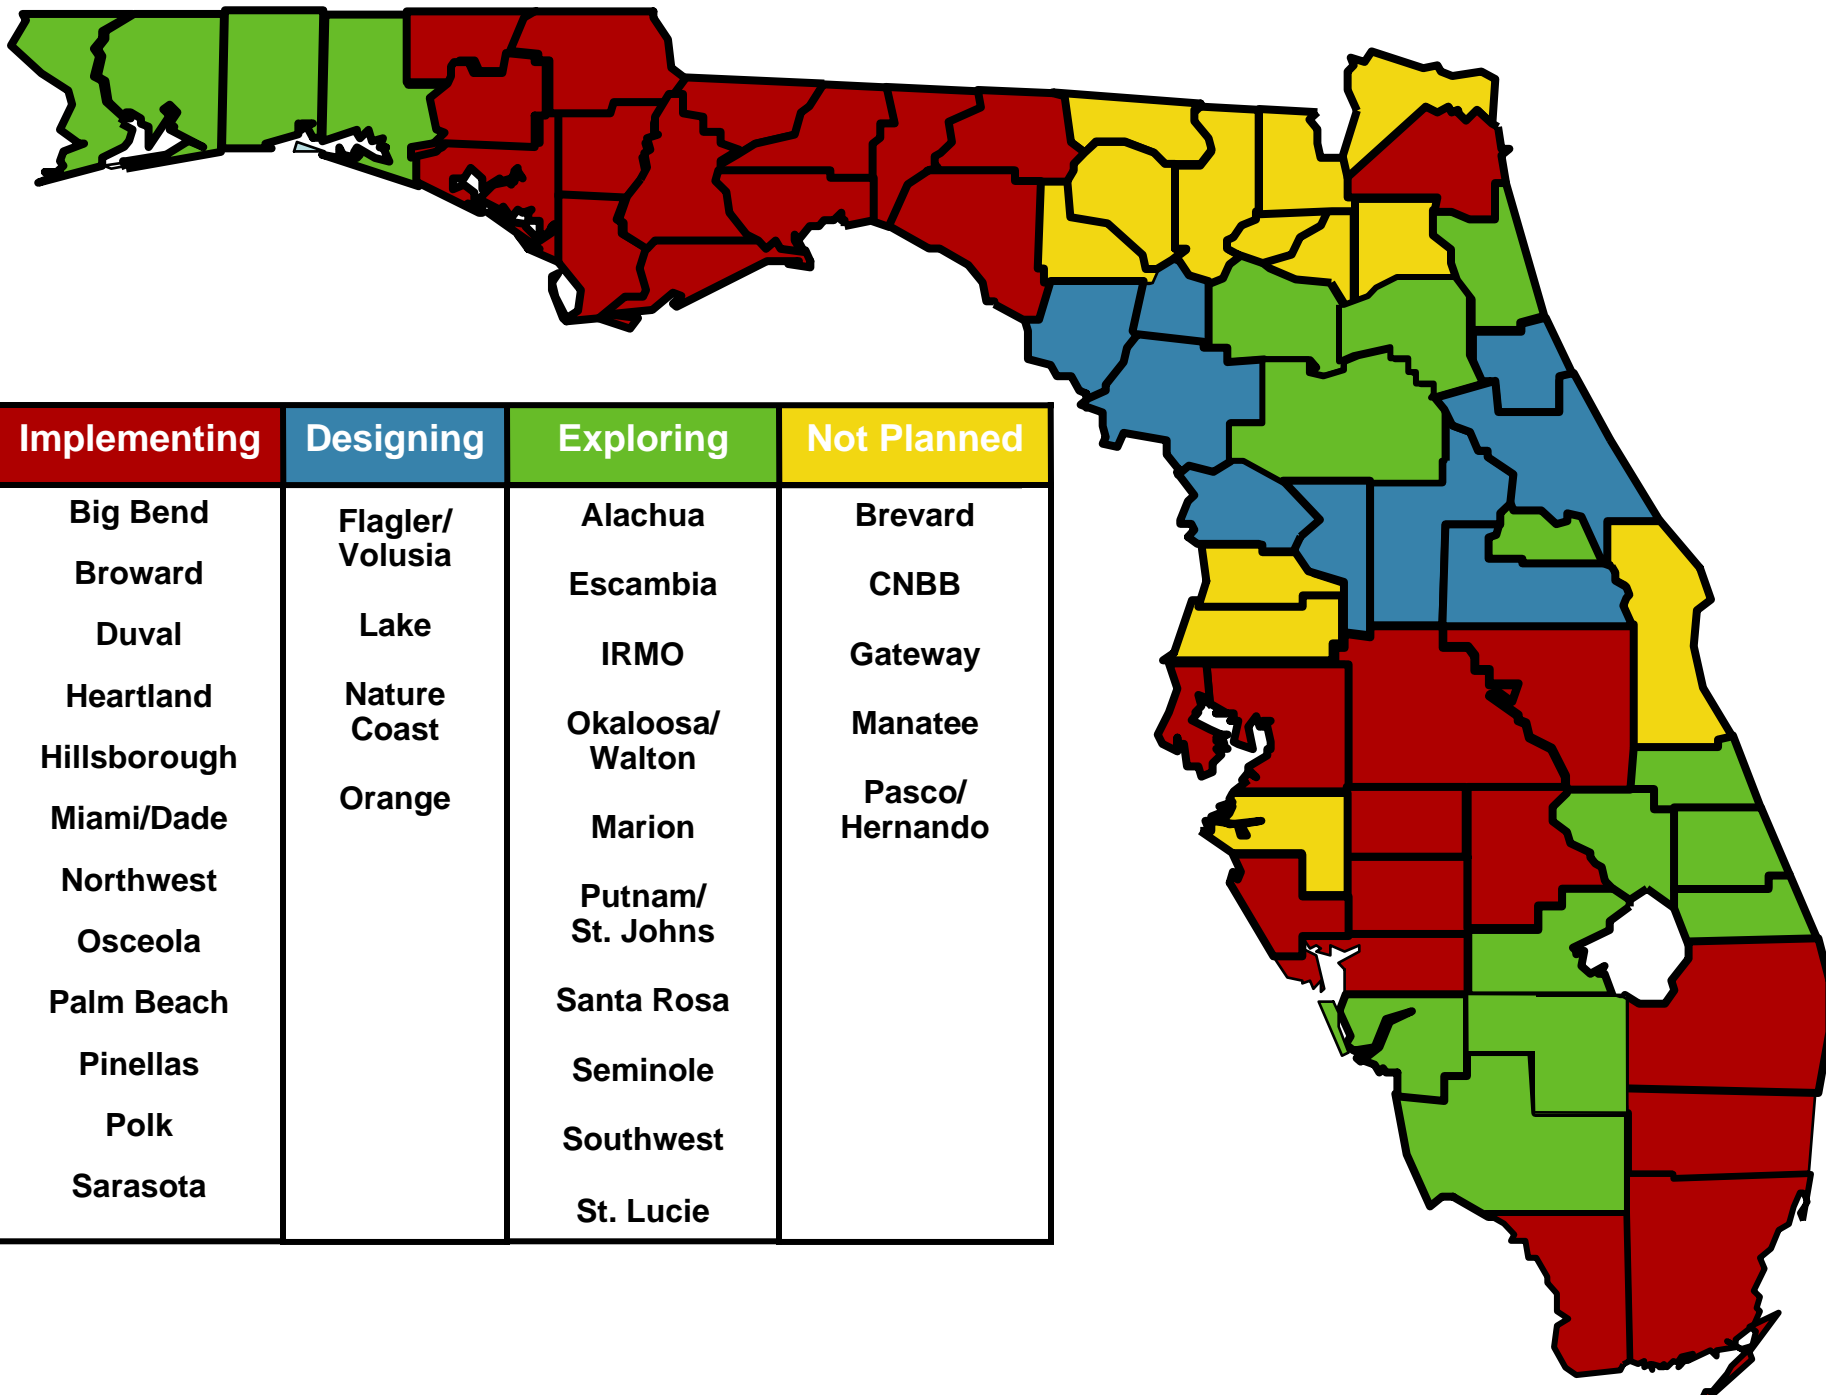 Implementing
Designing
Exploring
Not Planned
Big Bend
Broward
Duval
Heartland
Hillsborough
Miami/Dade
Northwest
Osceola
Palm Beach
Pinellas
Polk
Sarasota
Flagler/
Volusia
Lake
Nature
Coast
Orange
Alachua
Escambia
IRMO
Okaloosa/
Walton
Marion
Putnam/
St. Johns
Santa Rosa
Seminole
Southwest
St. Lucie
Brevard
CNBB
Gateway
Manatee
Pasco/
Hernando